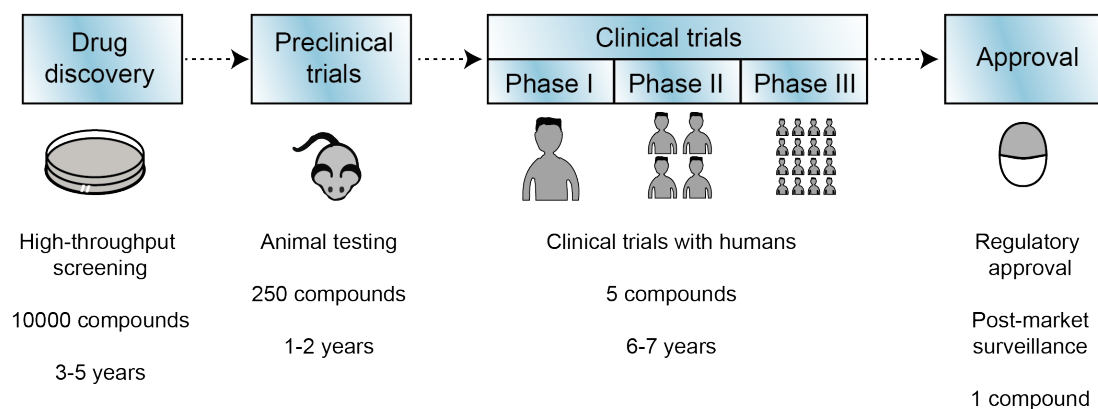 Drug
discovery
Preclinical
trials
Clinical trials
Phase I
Phase II
Phase III
Approval
High-throughput
screening
10000 compounds
3-5 years
Animal testing
250 compounds
1-2 years
Clinical trials with humans
5 compounds
6-7 years
Regulatory
approval
Post-market
surveillance
1 compound